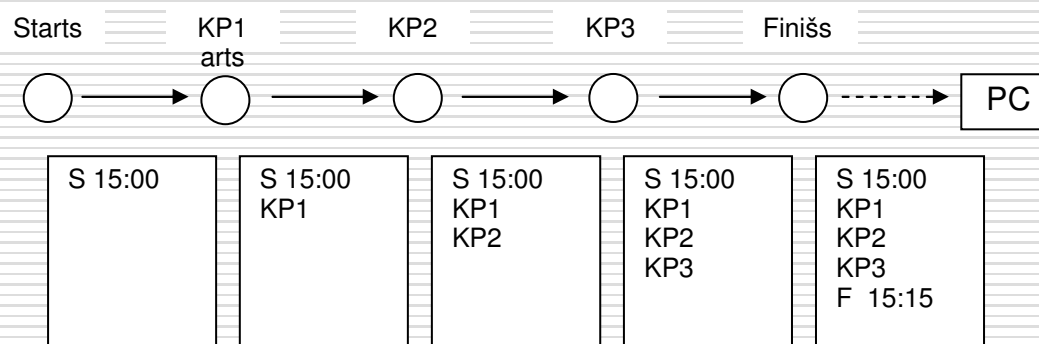 Starts
KP1
arts
KP2
KP3
Finišs
PC
S 15:00
S 15:00
KP1
S 15:00
KP1
KP2
S 15:00
KP1
KP2
KP3
S 15:00
KP1
KP2
KP3
F 15:15